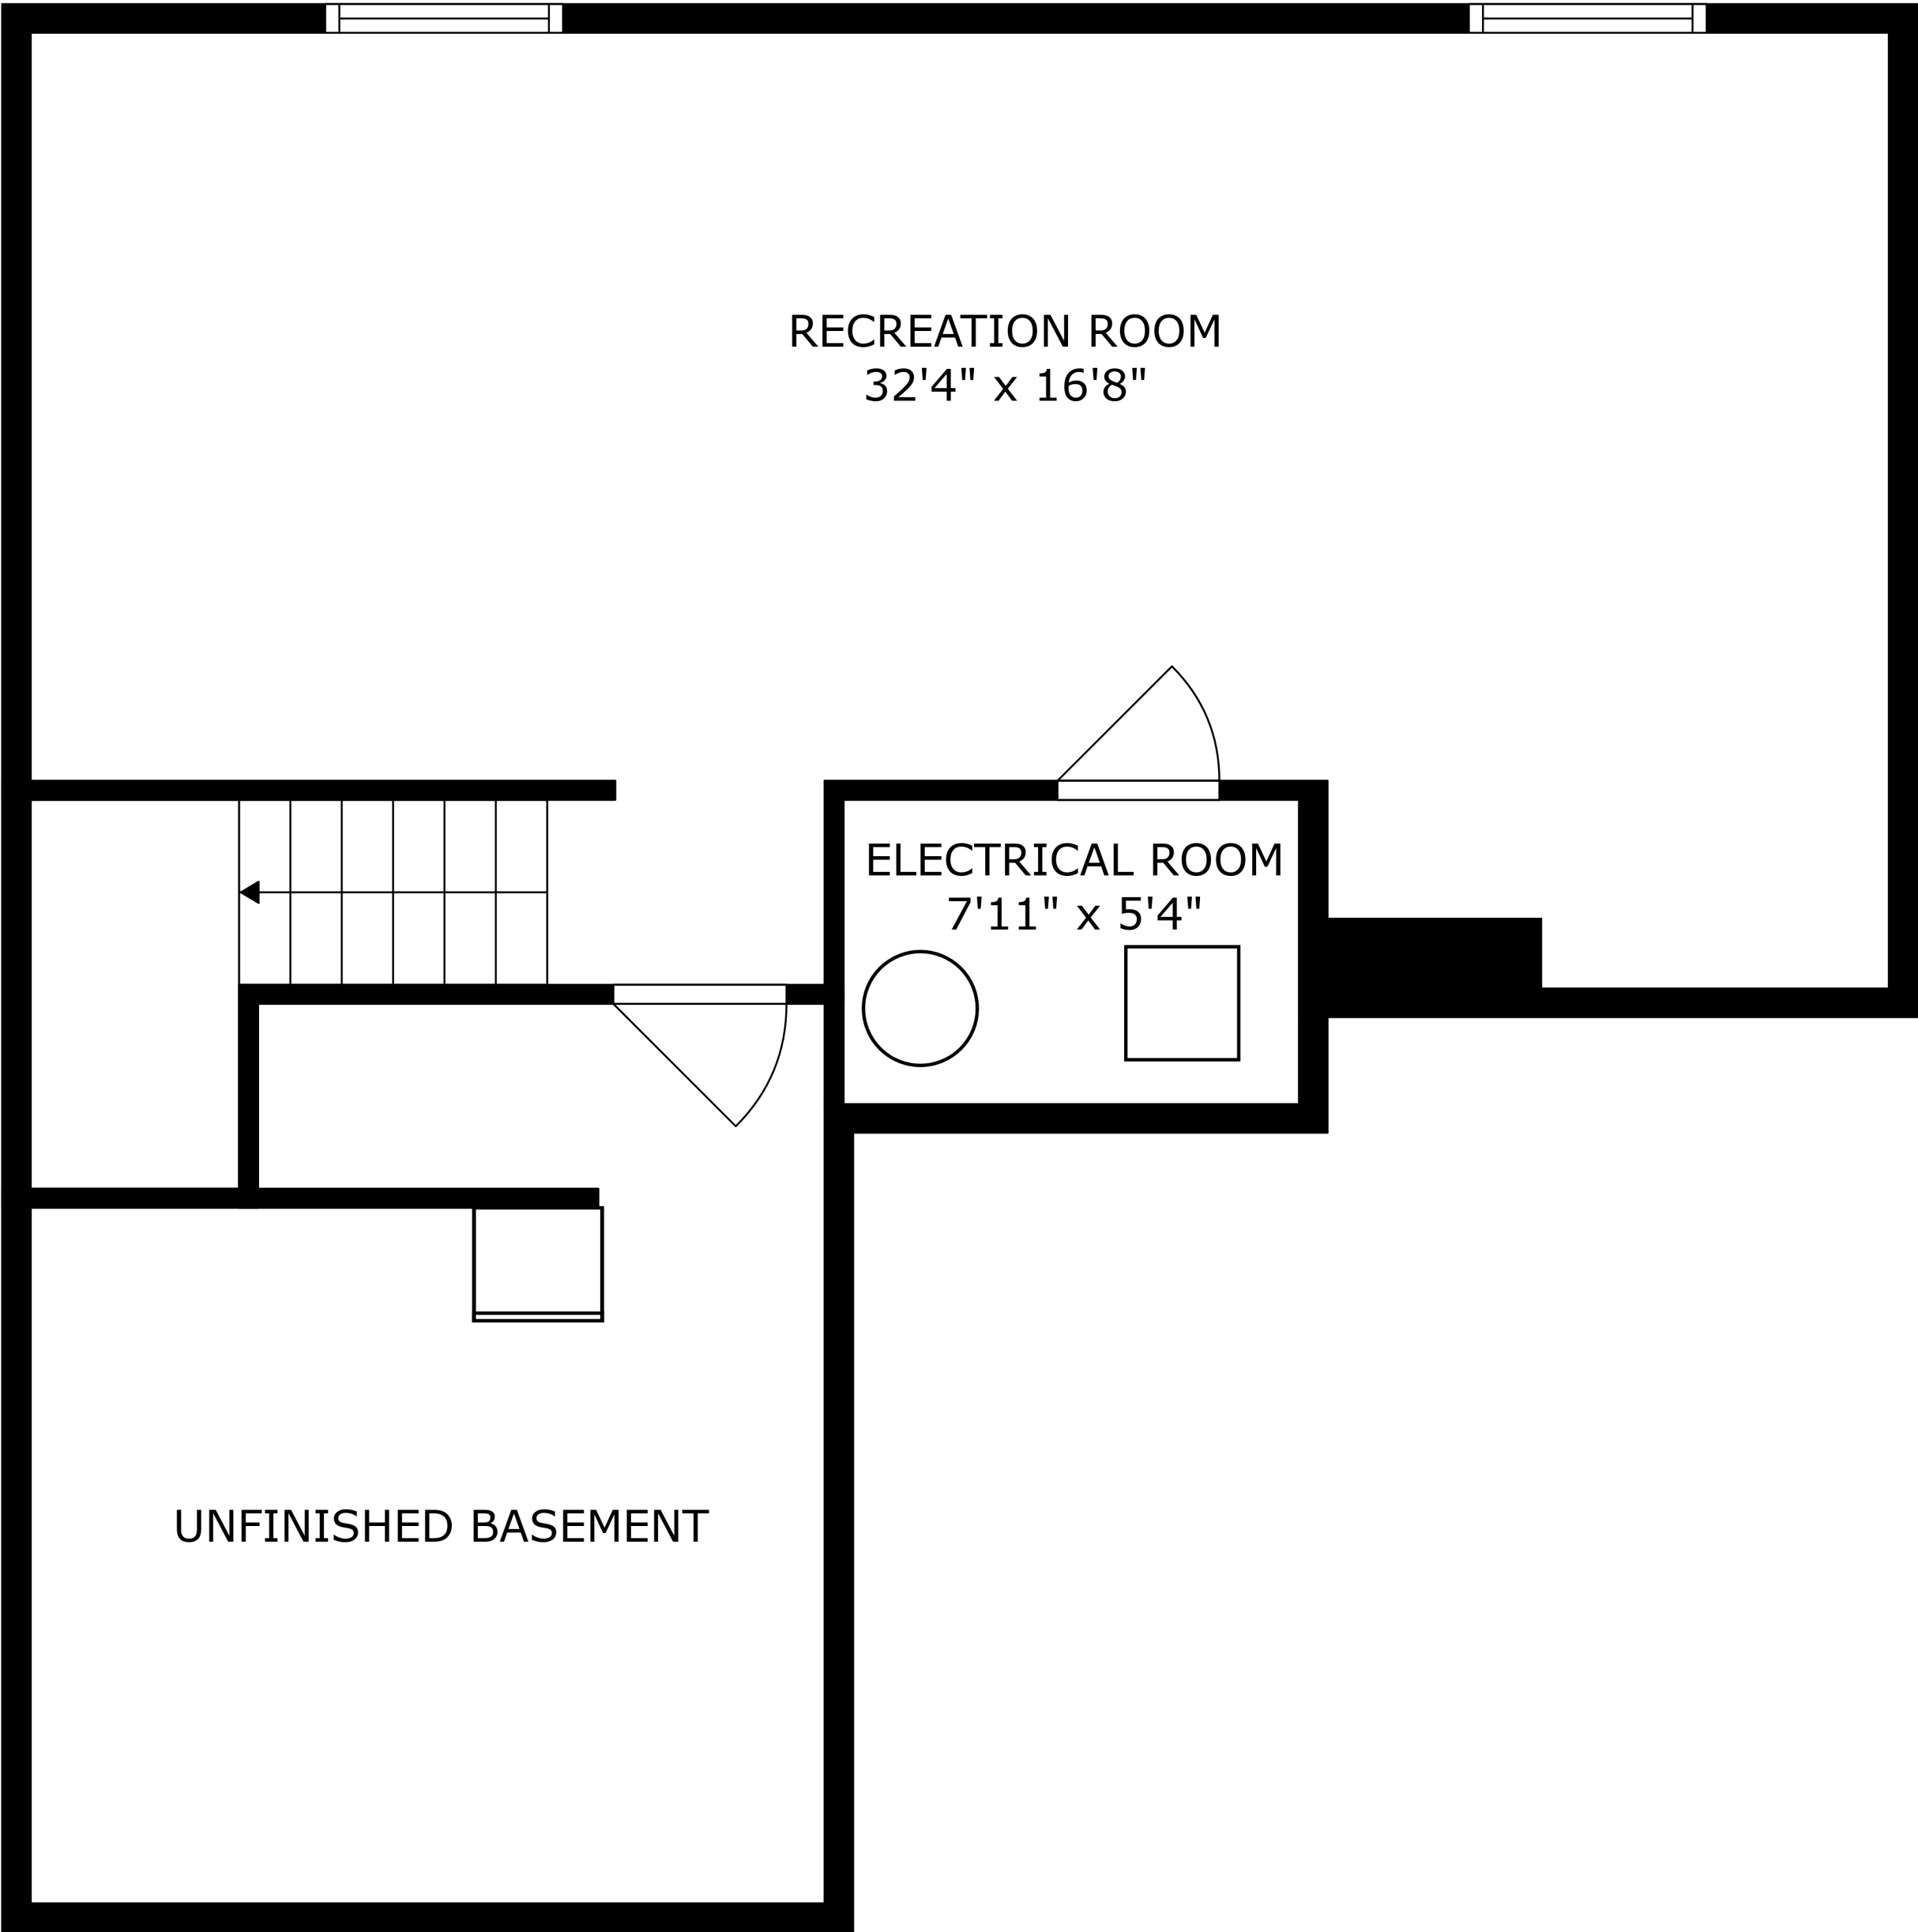 RECREATION ROOM
32'4" x 16'8"
ELECTRICAL ROOM
7'11" x 5'4"
UNFINISHED BASEMENT